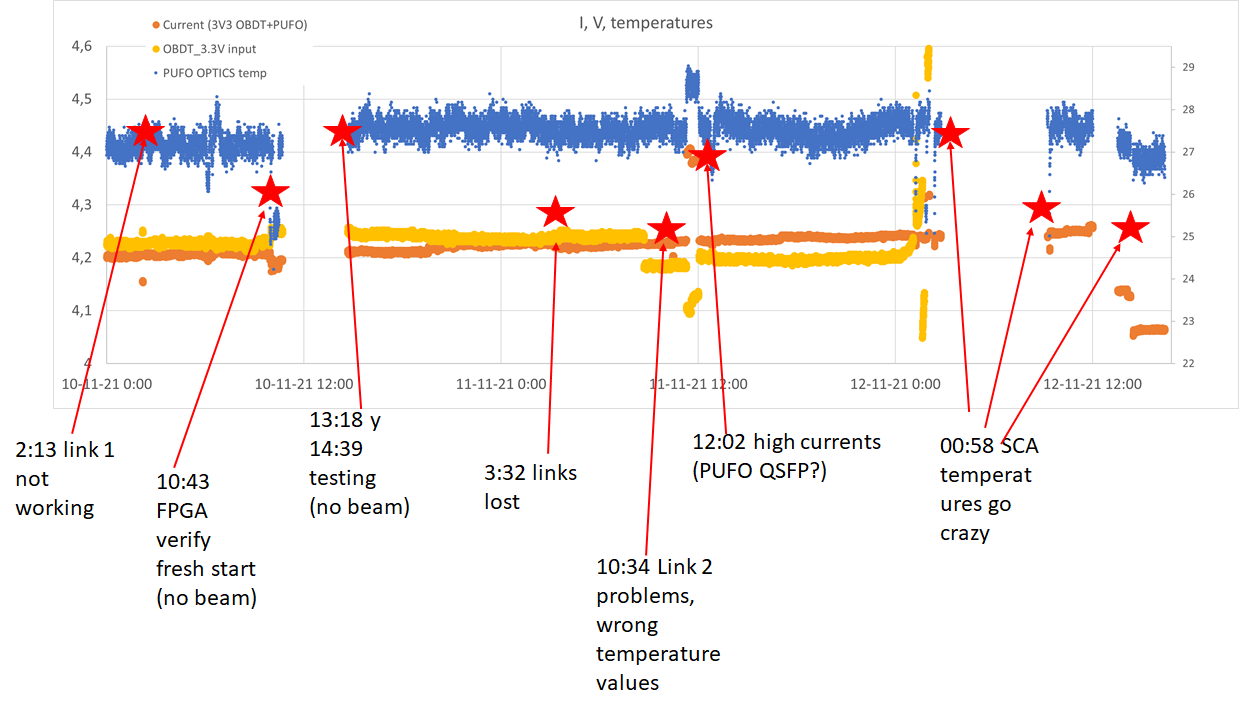 I, V, temperatures
Current (3V3 OBDT+PUFO)
OBDT_3.3V input
PUFO OPTICS temp
4,6
4,5
4,4
4,3
4,2
4,1
4
29
28
27
26
25
24
23
22
10-11-21 0:00
10-11-21 12:00
11-11-21 0:00
11-11-21 12:00
12-11-21 0:00
12-11-21 12:00
2:13 link 1
not
working
10:43
FPGA
verify
fresh start
(no beam)
13:18 y
14:39
testing
(no beam)
3:32 links
lost
10:34 Link 2
problems,
wrong
temperature
values
12:02 high currents
(PUFO QSFP?)
00:58 SCA
temperat
ures go
crazy